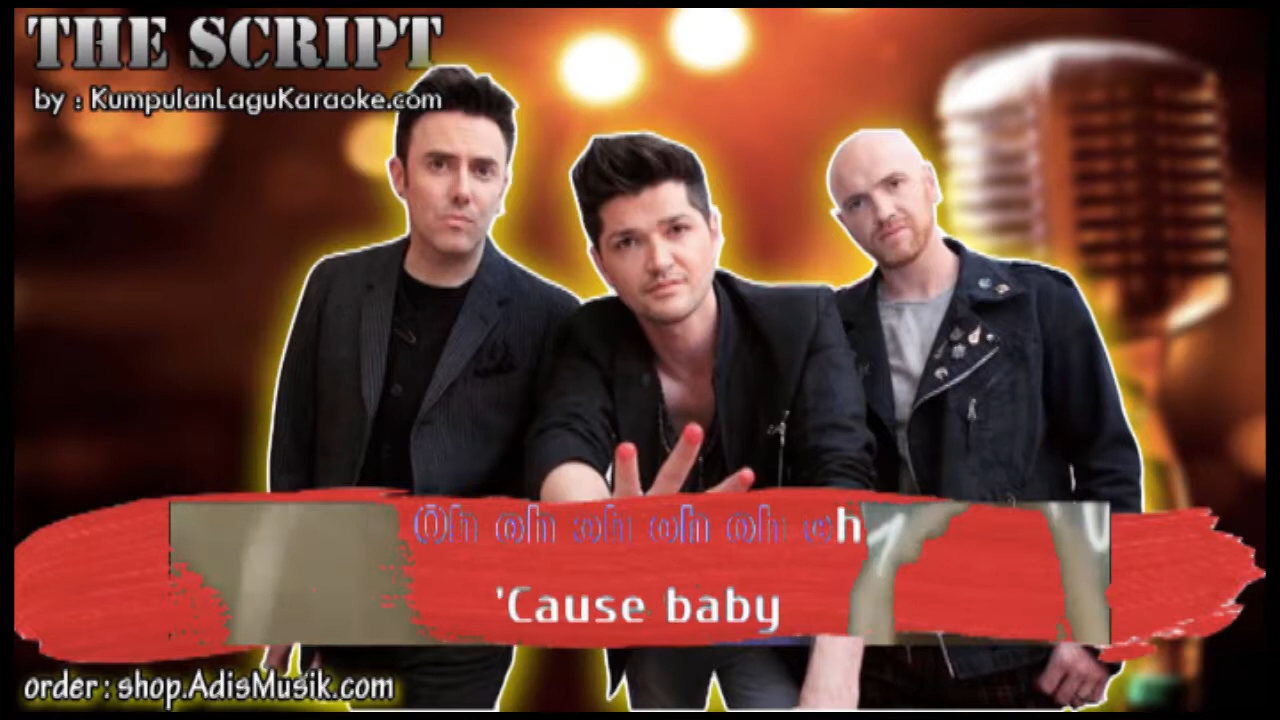 THE SCRIPT
by : KumpulanLaguKaraoke.com
Oh oh oh oh oh oh
'Cause baby
order : shop.AdisMusik.com